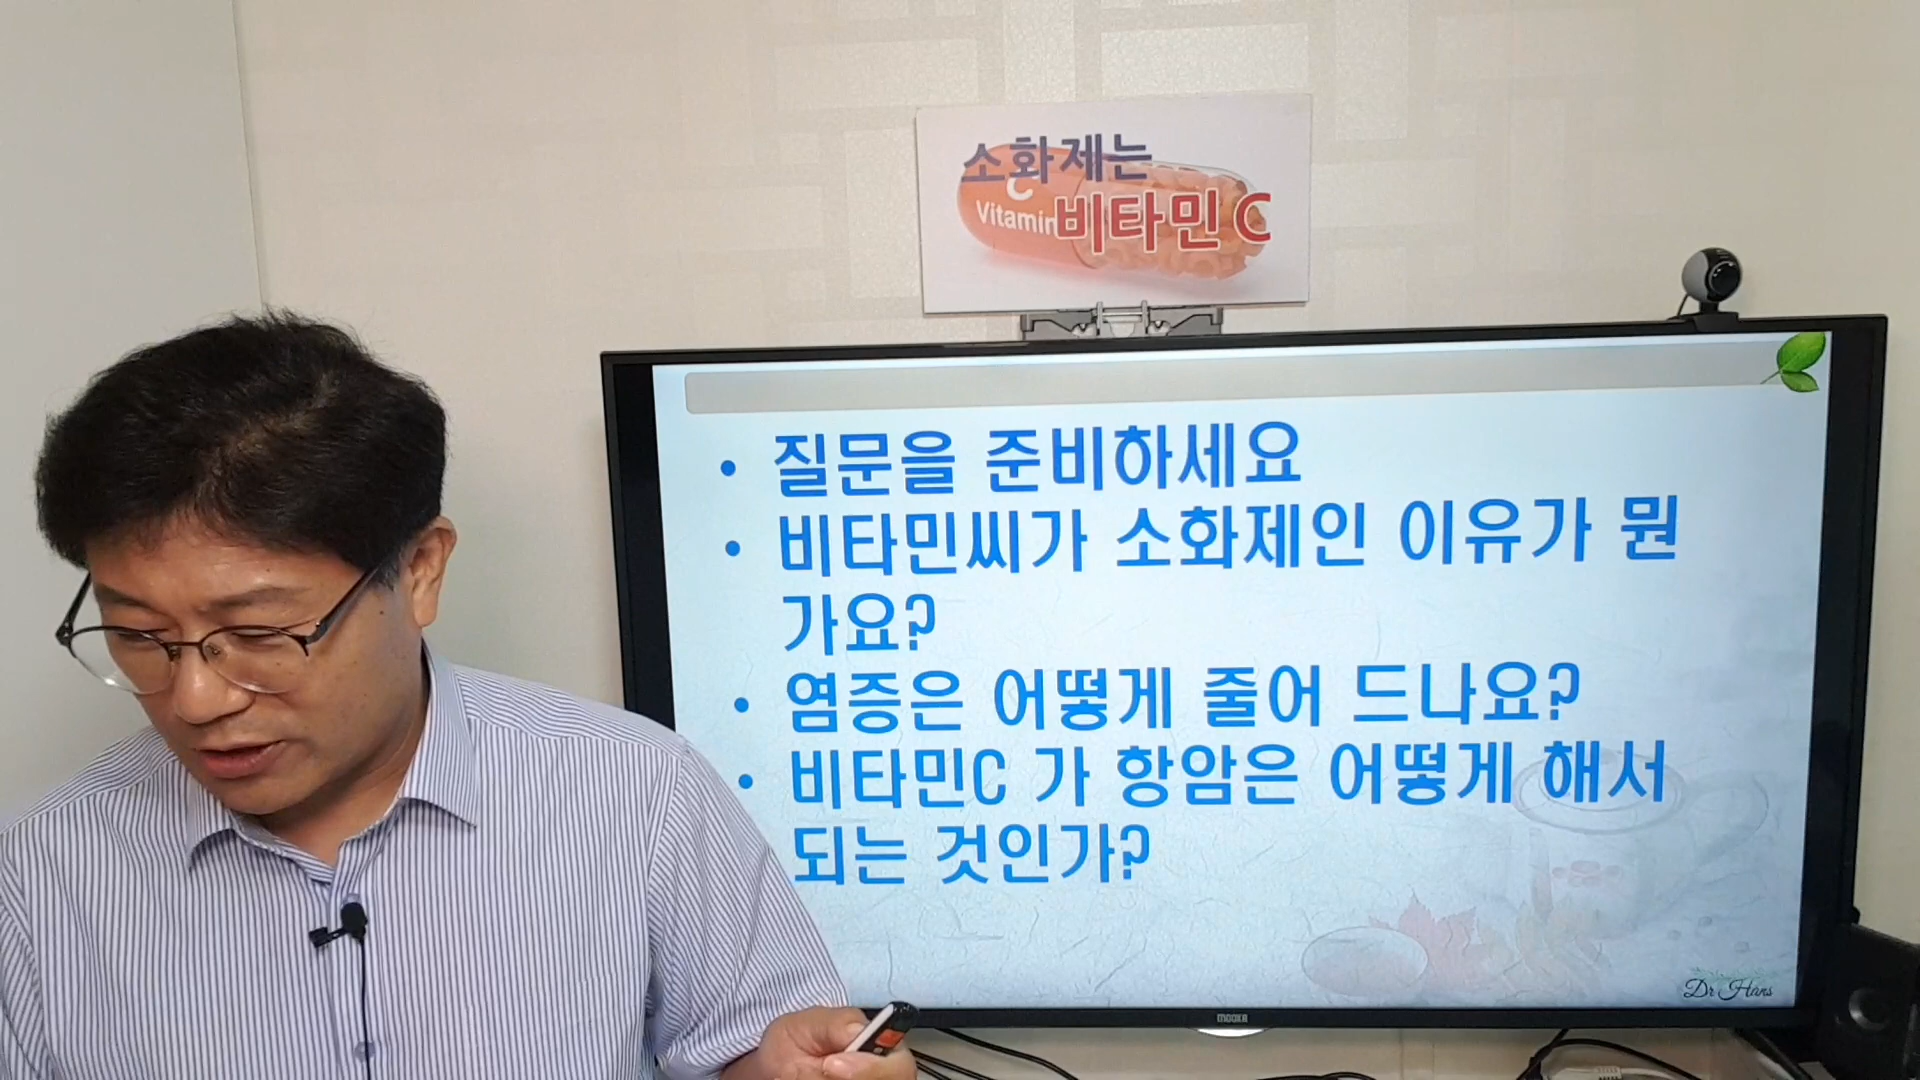 소화제는
C
Vitamin
비타민 C
• 질문을 준비하세요
• 비타민씨가 소화제인 이유가 뭔
가요?
• 염증은 어떻게 줄어 드나요?
• 비타민C 가 항암은 어떻게 해서
되는 것인가?
Dr Hans